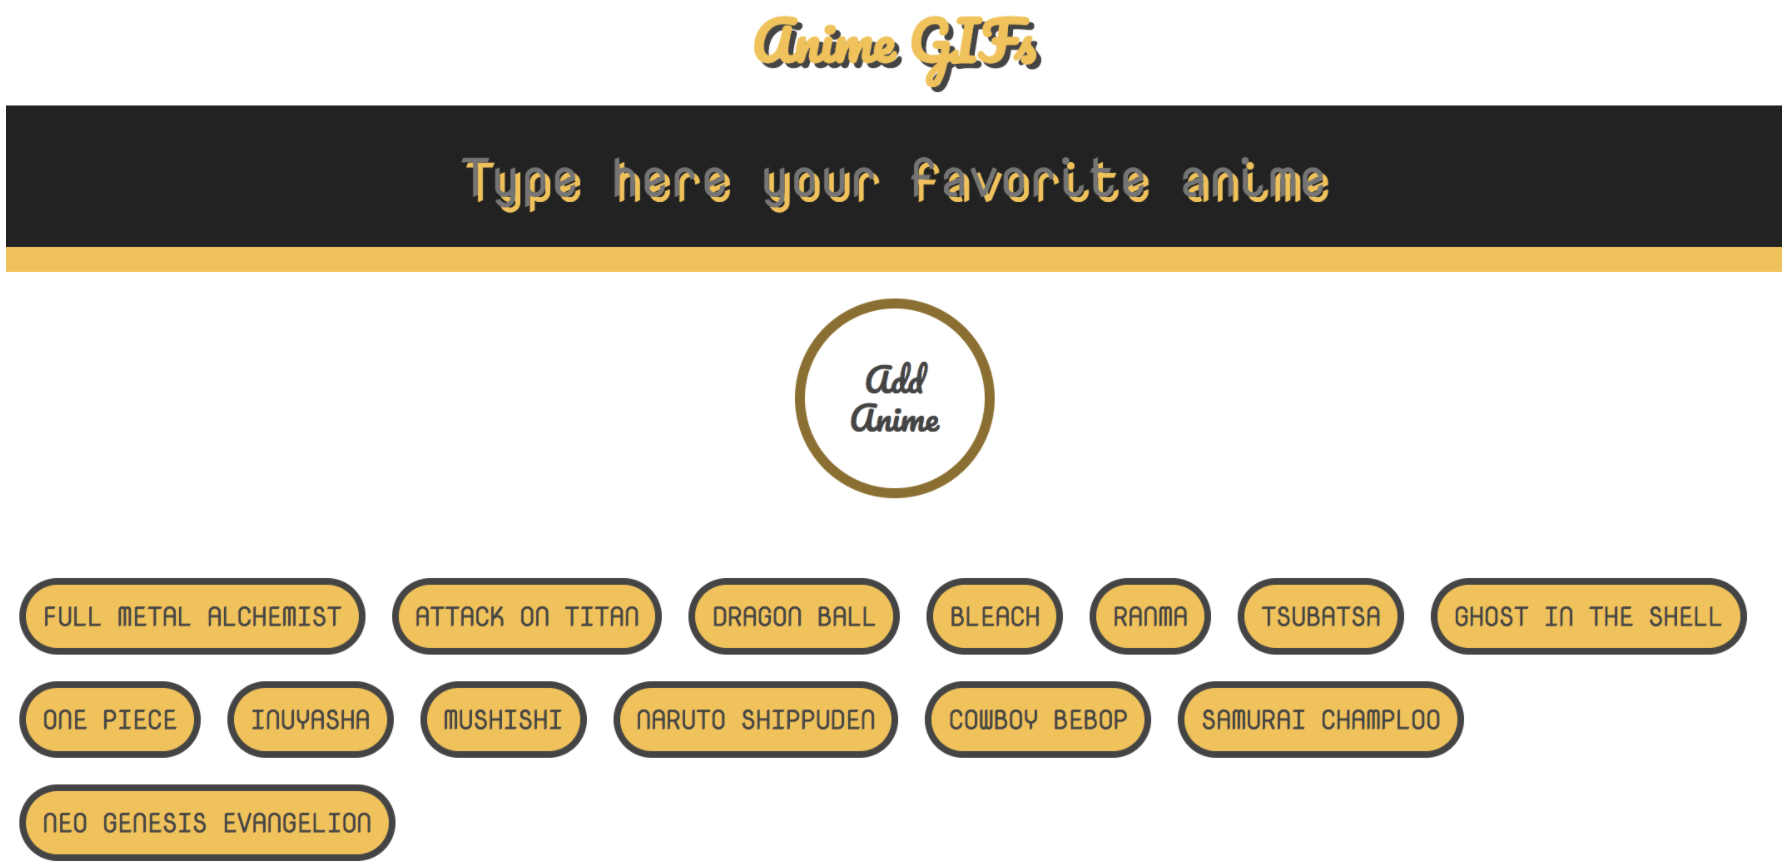 Anime GIFs
Type here your favorite anime
Add
Anime
FULL METAL ALCHEMIST ATTACK ON TITAN DRAGON BALL BLEACH RANMA TSUBATSA GHOST IN THE SHELL
ONE PIECE INUYASHA MUSHISHI NARUTO SHIPPUDEN COWBOY BEBOP SAMURAI CHAMPLOO
NEO GENESIS EVANGELION